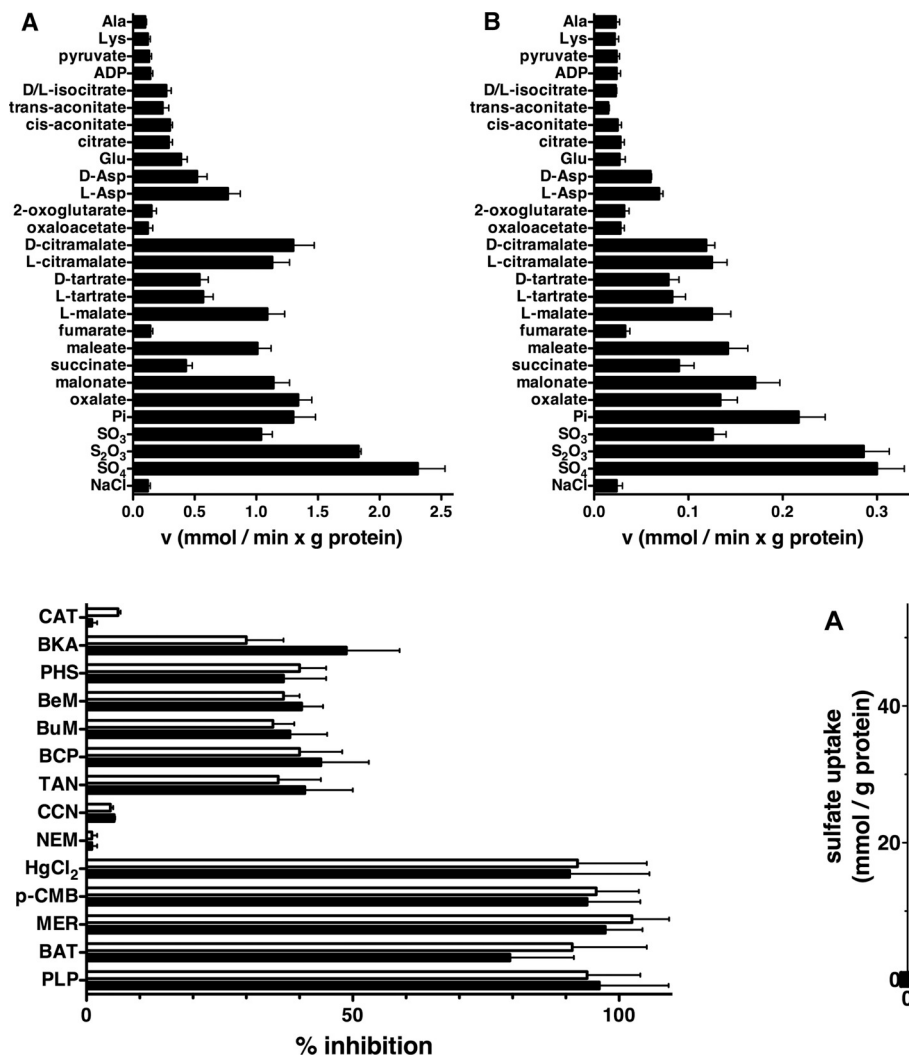 A
Ala
Lys
pyruvate
ADP
D/L-isocitrate
trans-aconitate
cis-aconitate
citrate
Glu
D-Asp
L-Asp
2-oxoglutarate
oxaloacetate
D-citramalate
L-citramalate
D-tartrate
L-tartrate
L-malate
fumarate
maleate
succinate
malonate
oxalate
Pi
SO₃
S₂O₃
SO₄
NaCl
0.0 0.5 1.0 1.5 2.0 2.5
v (mmol / min x g protein)
B
Ala
Lys
pyruvate
ADP
D/L-isocitrate
trans-aconitate
cis-aconitate
citrate
Glu
D-Asp
L-Asp
2-oxoglutarate
oxaloacetate
D-citramalate
L-citramalate
D-tartrate
L-tartrate
L-malate
fumarate
maleate
succinate
malonate
oxalate
Pi
SO₃
S₂O₃
SO₄
NaCl
0.0 0.1 0.2 0.3
v (mmol / min x g protein)
CAT
BKA
PHS
BeM
BuM
BCP
TAN
CCN
NEM
HgCl₂
p-CMB
MER
BAT
PLP
0 50 100
% inhibition
A
sulfate uptake
(mmol / g protein)
40
20
0
0